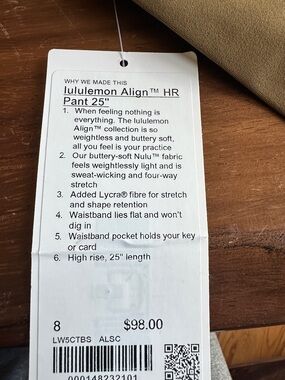 WHY WE MADE THIS
lululemon Align™ HR
Pant 25"
1. When feeling nothing is
everything. The lululemon
Align™ collection is so
weightless and buttery soft,
all you feel is your practice
2. Our buttery-soft Nulu™ fabric
feels weightlessly light and is
sweat-wicking and four-way
stretch
3. Added Lycra® fibre for stretch
and shape retention
4. Waistband lies flat and won't
dig in
5. Waistband pocket holds your key
or card
6. High rise, 25" length
8 $98.00
LW5CTBS ALSC
000148232101